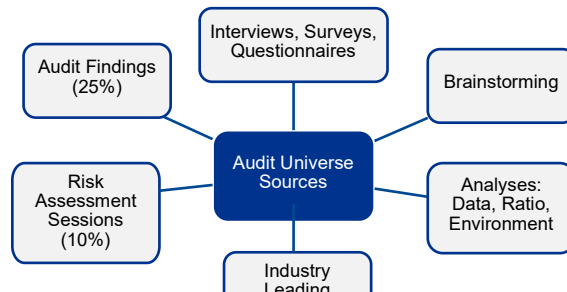 Interviews, Surveys,
Questionnaires
Audit Findings
(25%)
Brainstorming
Audit Universe
Sources
Risk
Assessment
Sessions
(10%)
Analyses:
Data, Ratio,
Environment
Industry
Leading